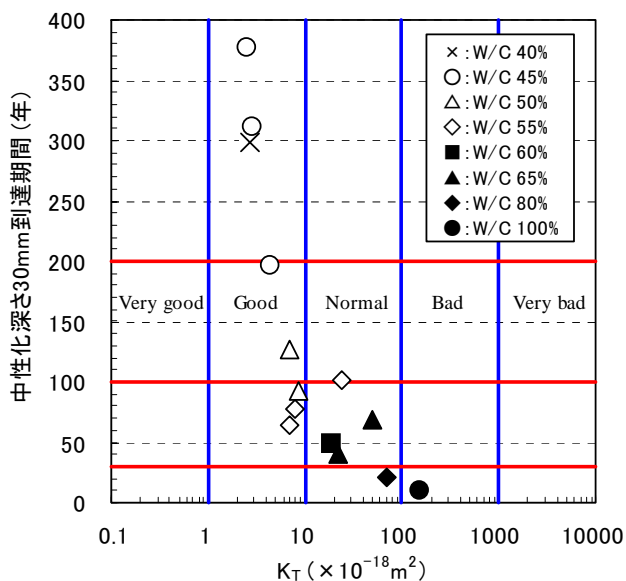 400
350
300
250
200
150
100
50
0
中性化深さ30mm到達期間(年)
×:W/C 40%
○:W/C 45%
△:W/C 50%
◇:W/C 55%
■:W/C 60%
▲:W/C 65%
◆:W/C 80%
●:W/C 100%
Very good Good Normal Bad Very bad
0.1 1 10 100 1000 10000
K_T(×10⁻¹⁸m²)